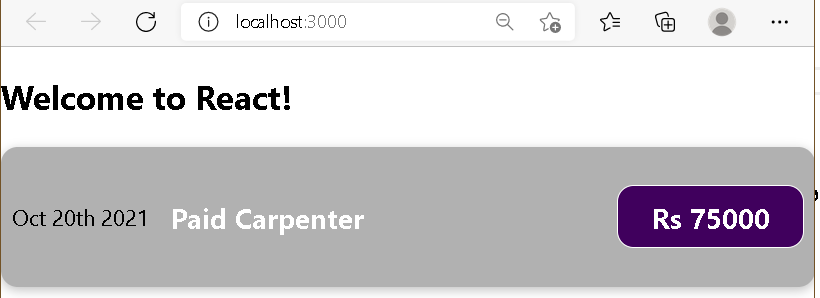 localhost:3000
Welcome to React!
Oct 20th 2021 Paid Carpenter Rs 75000